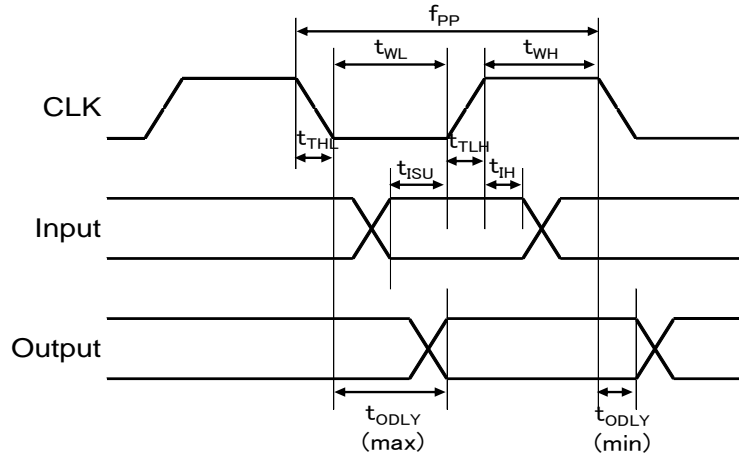 fPP
tWL tWH
CLK
tTHL tTLH
tISU tIH
Input
Output
tODLY (max) tODLY (min)